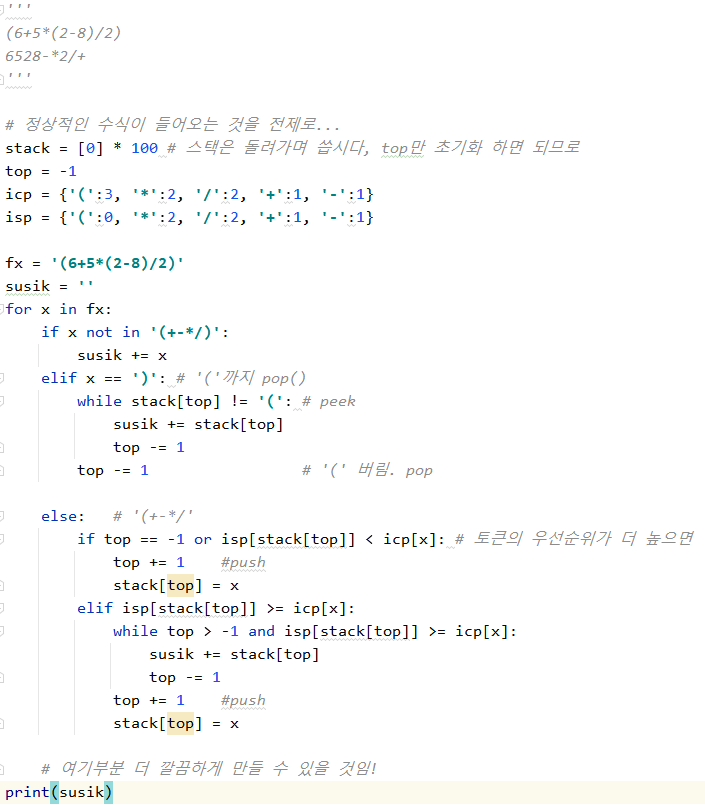 '''
(6+5*(2-8)/2)
6528-*2/+
'''
# 정상적인 수식이 들어오는 것을 전제로...
stack = [0] * 100 # 스택은 돌려가며 씁시다, top만 초기화 하면 되므로
top = -1
icp = {'(':3, '*':2, '/':2, '+':1, '-':1}
isp = {'(':0, '*':2, '/':2, '+':1, '-':1}
fx = '(6+5*(2-8)/2)'
susik = ''
for x in fx:
    if x not in '(+-*/)':
        susik += x
    elif x == ')': # '('까지 pop()
        while stack[top] != '(': # peek
            susik += stack[top]
            top -= 1
        top -= 1                 # '(' 버림. pop
    else:   # '(+-*/'
        if top == -1 or isp[stack[top]] < icp[x]: # 토큰의 우선순위가 더 높으면
            top += 1    #push
            stack[top] = x
        elif isp[stack[top]] >= icp[x]:
            while top > -1 and isp[stack[top]] >= icp[x]:
                susik += stack[top]
                top -= 1
            top += 1    #push
            stack[top] = x
    # 여기부분 더 깔끔하게 만들 수 있을 것임!
print(susik)